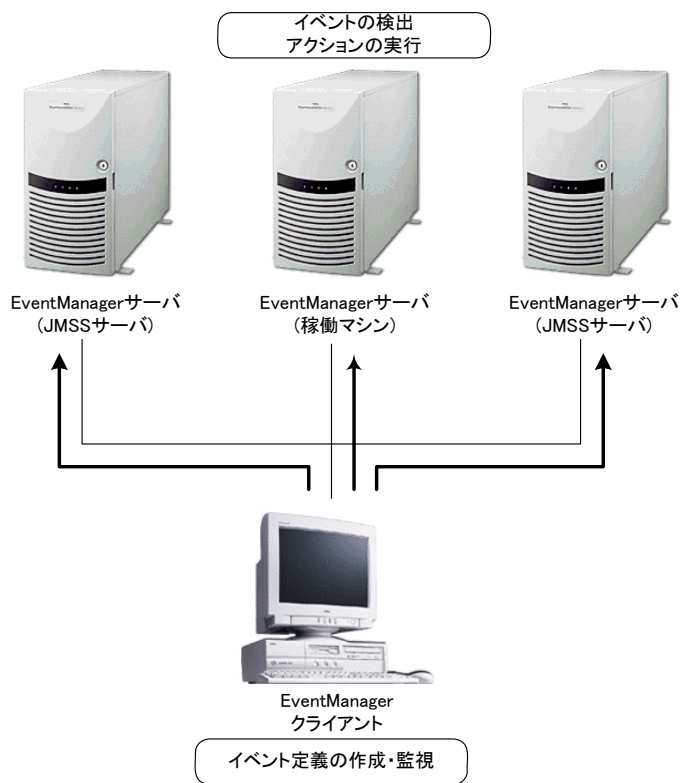 イベントの検出
アクションの実行
EventManagerサーバ
(JMSSサーバ)
EventManagerサーバ
(稼働マシン)
EventManagerサーバ
(JMSSサーバ)
EventManager
クライアント
イベント定義の作成・監視